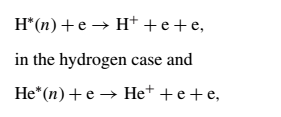 H*(n) + e → H⁺ + e + e,
in the hydrogen case and
He*(n) + e → He⁺ + e + e,